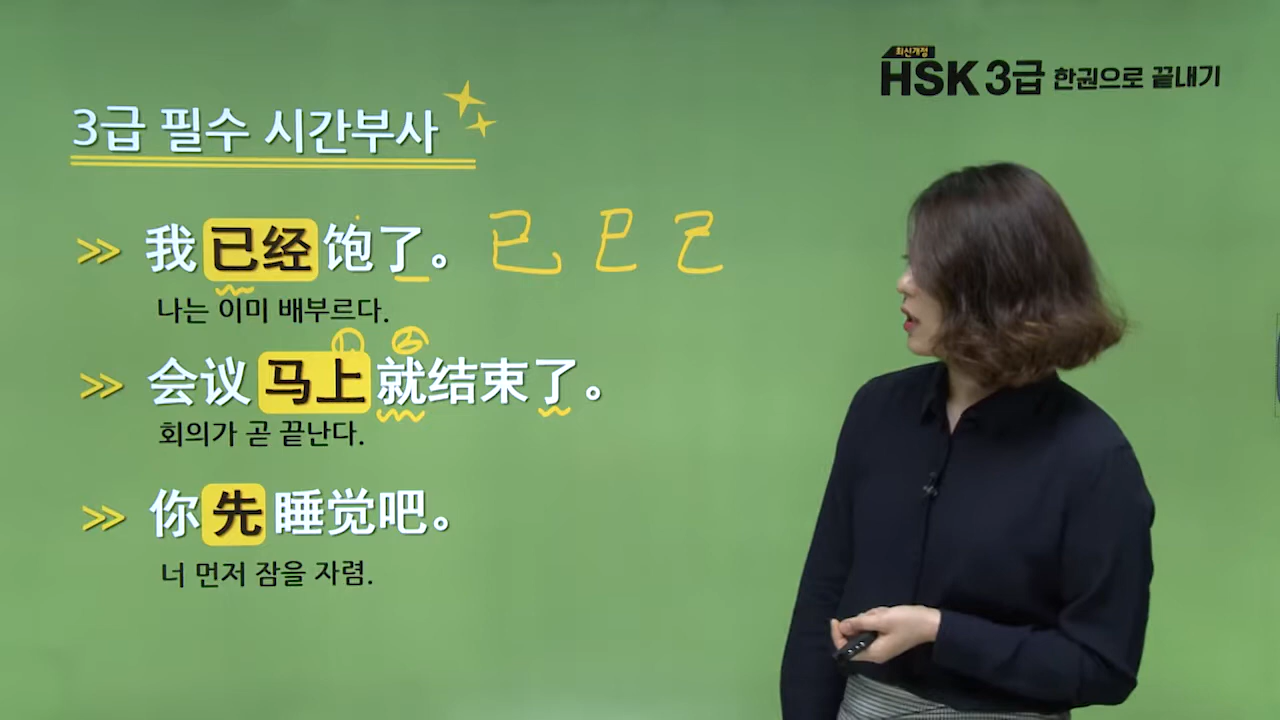 최신개정
HSK 3급 한권으로 끝내기
3급 필수 시간부사
我已经饱了。 已 巳 己
나는 이미 배부르다.
会议马上就结束了。
회의가 곧 끝난다.
你先睡觉吧。
너 먼저 잠을 자렴.